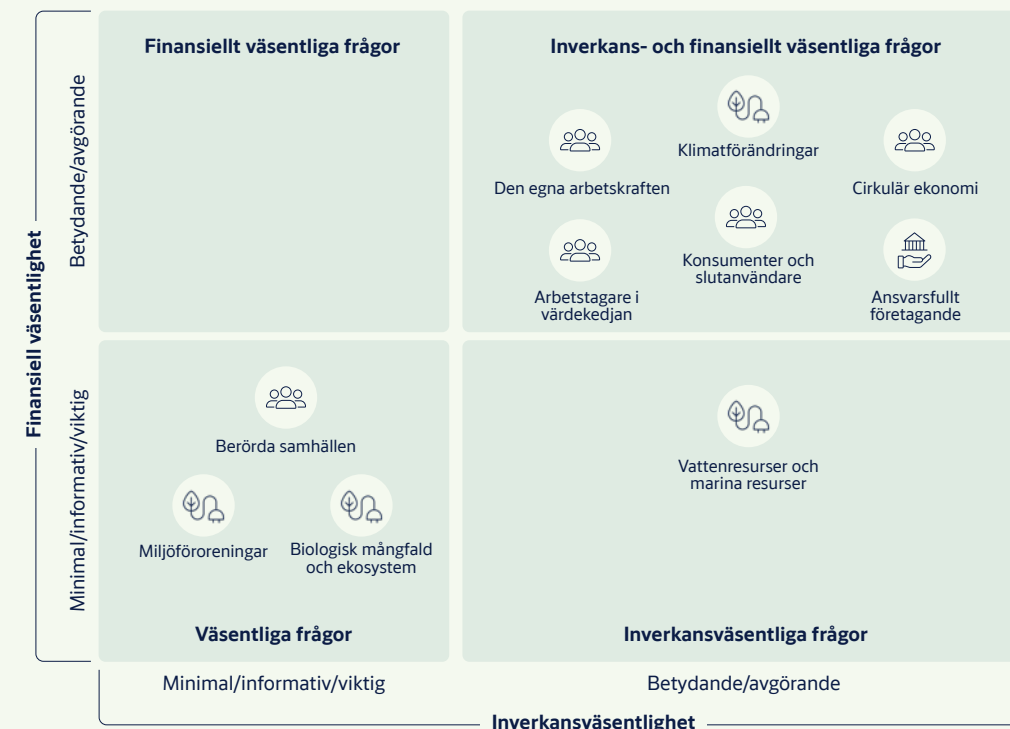 Finansiell väsentlighet
Betydande/avgörande
Minimal/informativ/viktig
Finansiellt väsentliga frågor
Inverkans- och finansiellt väsentliga frågor
Klimatförändringar
Den egna arbetskraften
Cirkulär ekonomi
Konsumenter och
slutanvändare
Arbetstagare i
värdekedjan
Ansvarsfullt
företagande
Berörda samhällen
Miljöföroreningar
Biologisk mångfald
och ekosystem
Väsentliga frågor
Vattenresurser och
marina resurser
Inverkansväsentliga frågor
Minimal/informativ/viktig
Betydande/avgörande
Inverkansväsentlighet